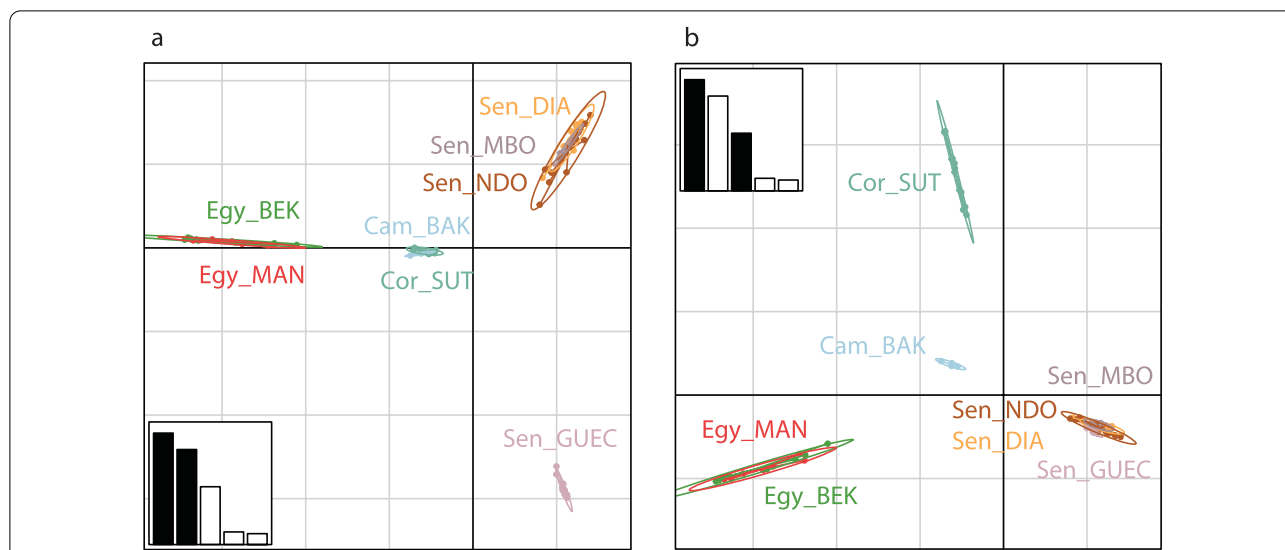 a
Sen_DIA
Sen_MBO
Sen_NDO
Egy_BEK
Cam_BAK
Egy_MAN
Cor_SUT
Sen_GUEC
b
Cor_SUT
Cam_BAK
Sen_MBO
Sen_NDO
Egy_MAN
Sen_DIA
Sen_GUEC
Egy_BEK